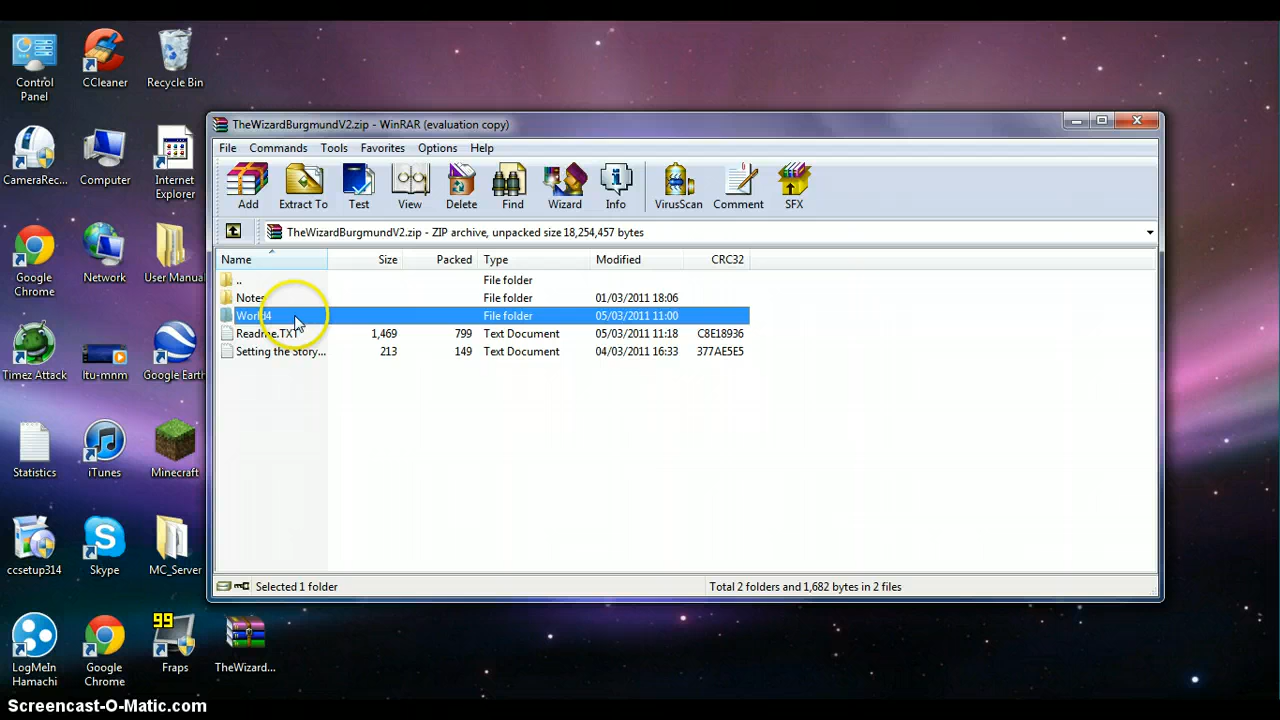 Control Panel
CCleaner
Recycle Bin
CameraRec...
Computer
Internet Explorer
Google Chrome
Network
User Manual
Timez Attack
ltu-mnm
Google Earth
Statistics
iTunes
Minecraft
ccsetup314
Skype
MC_Server
LogMeIn Hamachi
Google Chrome
99
Fraps
TheWizard...
TheWizardBurgmundV2.zip - WinRAR (evaluation copy)
File Commands Tools Favorites Options Help
Add Extract To Test View Delete Find Wizard Info VirusScan Comment SFX
TheWizardBurgmundV2.zip - ZIP archive, unpacked size 18,254,457 bytes
Name Size Packed Type Modified CRC32
.. File folder
Notes File folder 01/03/2011 18:06
World4 File folder 05/03/2011 11:00
Readme.TXT 1,469 799 Text Document 05/03/2011 11:18 C8E18936
Setting the Story... 213 149 Text Document 04/03/2011 16:33 377AE5E5
Selected 1 folder
Total 2 folders and 1,682 bytes in 2 files
Screencast-O-Matic.com